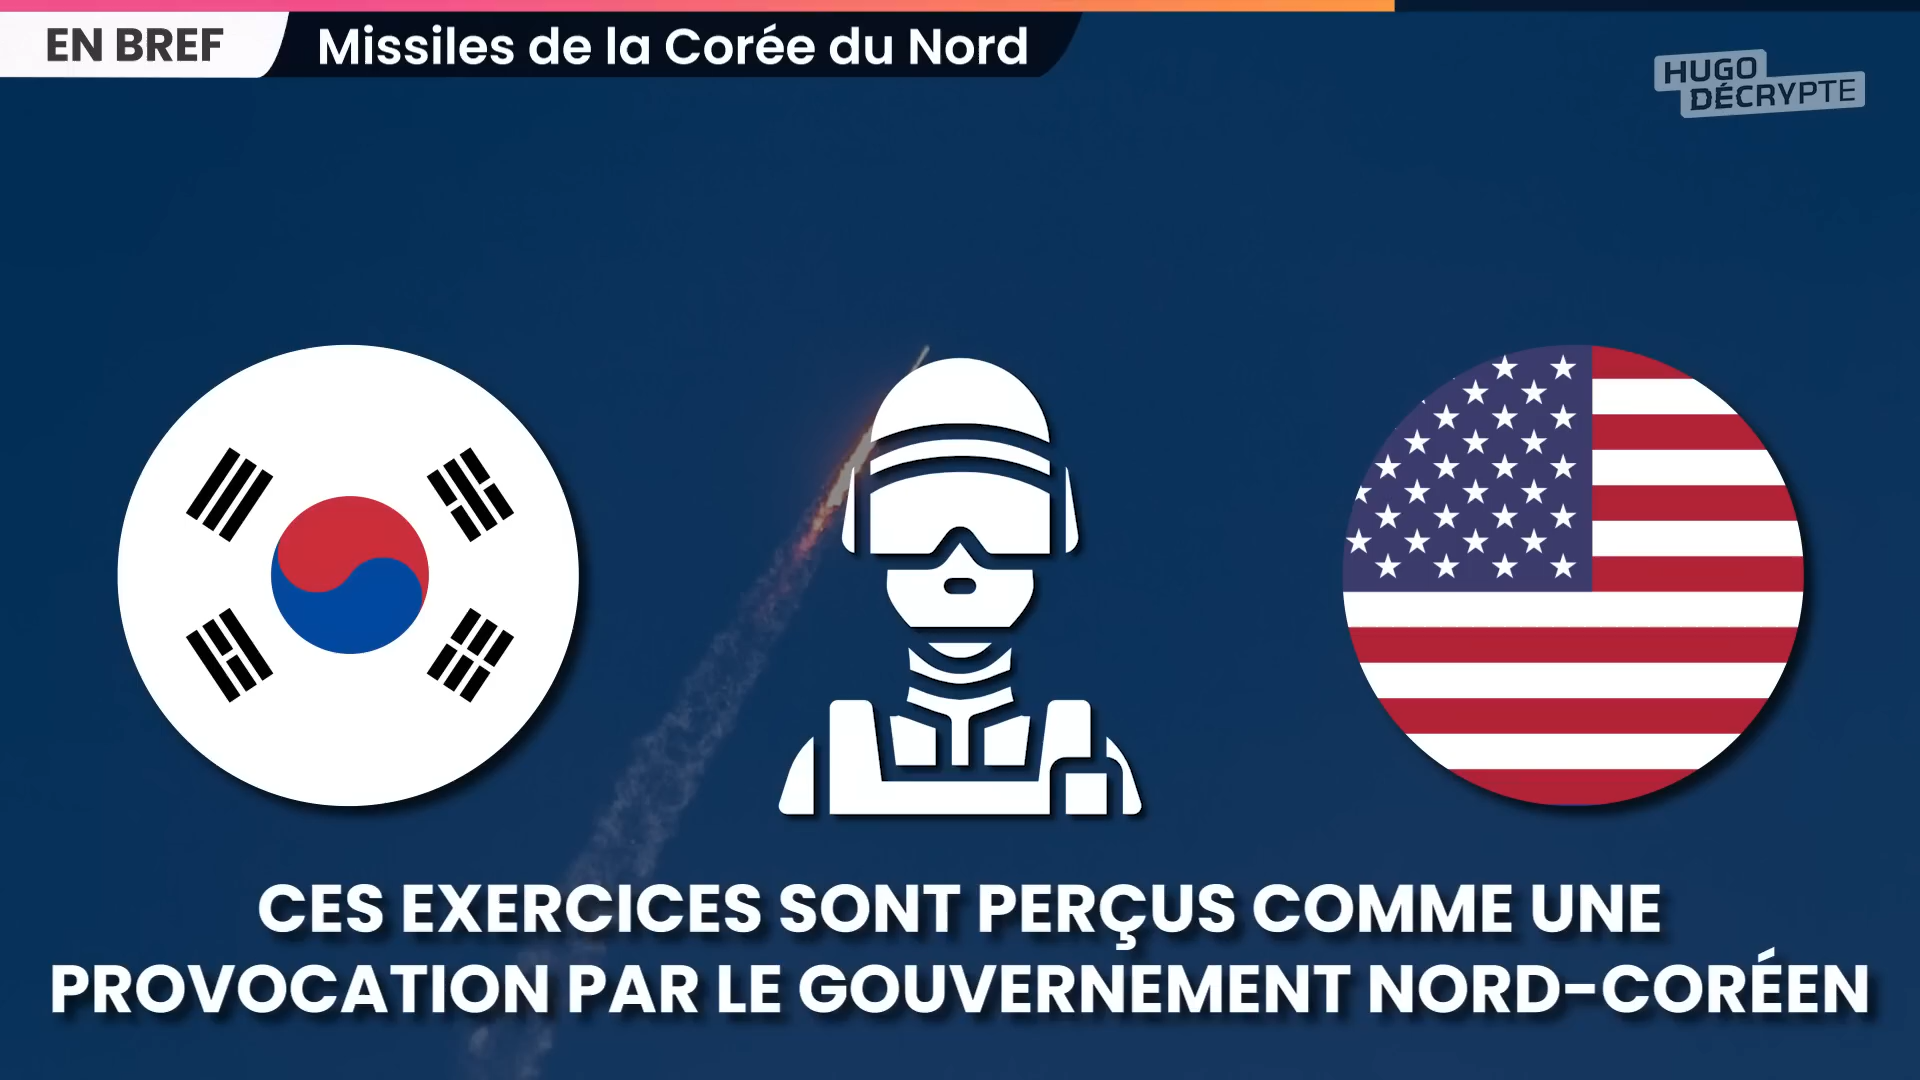 EN BREF
Missiles de la Corée du Nord
HUGO
DÉCRYPTE
CES EXERCICES SONT PERÇUS COMME UNE
PROVOCATION PAR LE GOUVERNEMENT NORD-CORÉEN